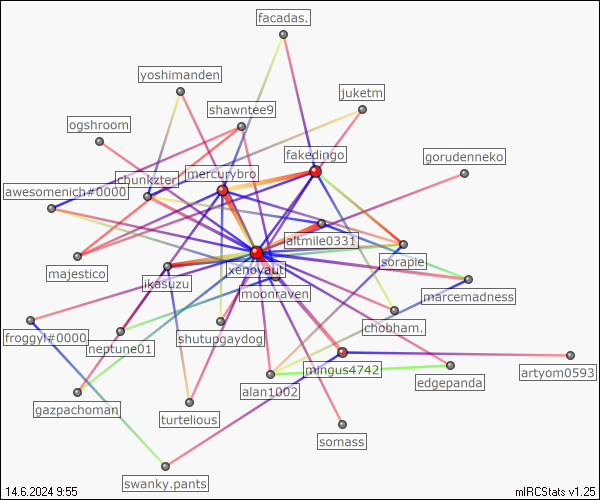 facadas.
yoshimanden
juketm
shawntee9
ogshroom
fakedingo
gorudenneko
mercurybro
chunkzter
awesomenich#0000
altmile0331
sorapie
majestico
xenovaut
ikasuzu
moonraven
marcemadness
chobham.
froggyl#0000
neptune01
shutupgaydog
mingus4742
artyom0593
edgepanda
alan1002
gazpachoman
turtelious
somass
swanky.pants
14.6.2024 9:55
mIRCStats v1.25